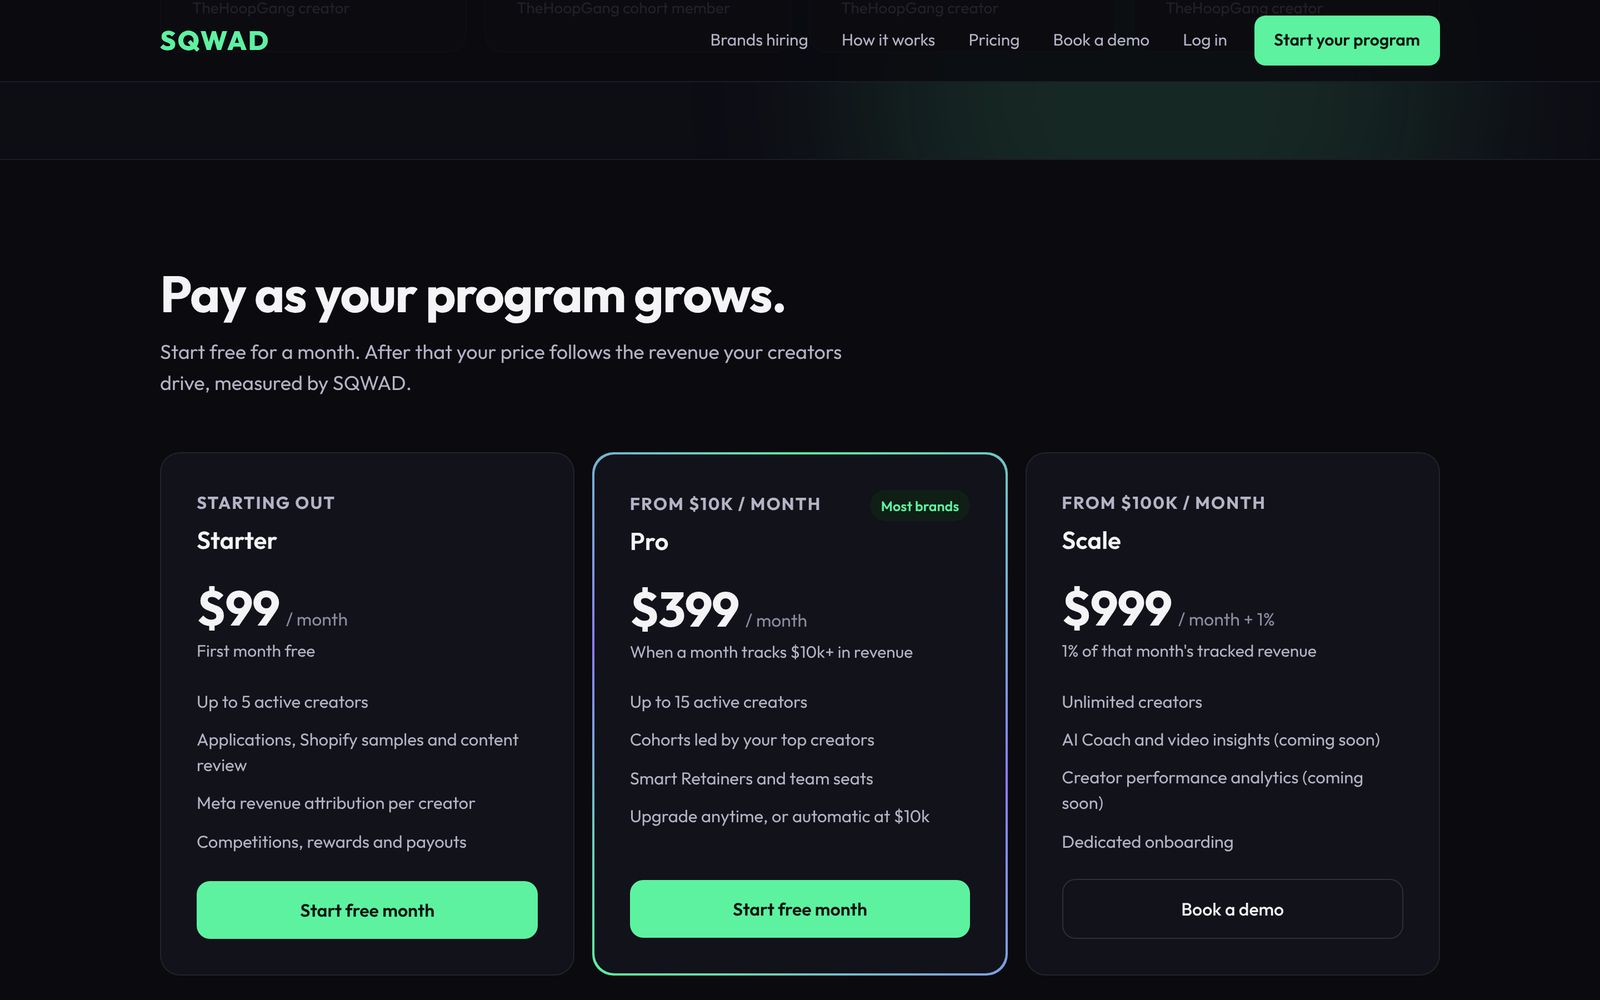 TheHoopGang creator
TheHoopGang cohort member
TheHoopGang creator
TheHoopGang creator
SQWAD
Brands hiring
How it works
Pricing
Book a demo
Log in
Start your program
Pay as your program grows.
Start free for a month. After that your price follows the revenue your creators
drive, measured by SQWAD.
STARTING OUT
Starter
$99 / month
First month free
Up to 5 active creators
Applications, Shopify samples and content
review
Meta revenue attribution per creator
Competitions, rewards and payouts
Start free month
FROM $10K / MONTH
Most brands
Pro
$399 / month
When a month tracks $10k+ in revenue
Up to 15 active creators
Cohorts led by your top creators
Smart Retainers and team seats
Upgrade anytime, or automatic at $10k
Start free month
FROM $100K / MONTH
Scale
$999 / month + 1%
1% of that month's tracked revenue
Unlimited creators
AI Coach and video insights (coming soon)
Creator performance analytics (coming
soon)
Dedicated onboarding
Book a demo